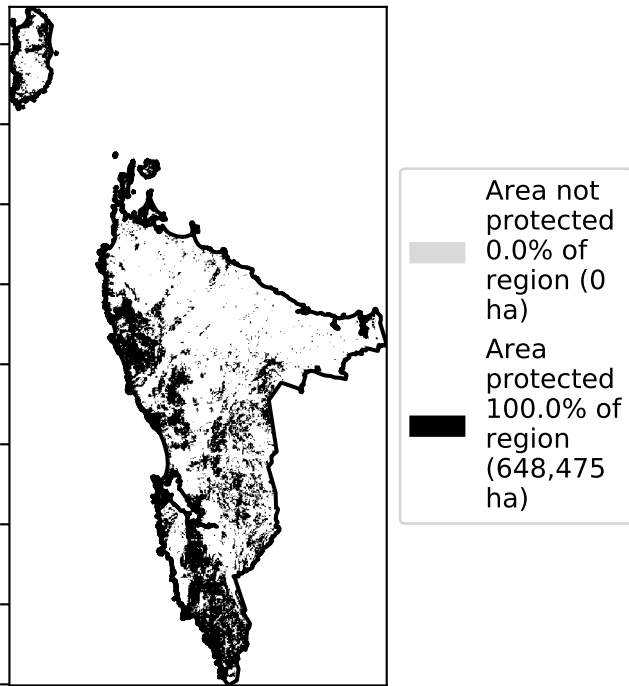 Area not
protected
0.0% of
region (0
ha)
Area
protected
100.0% of
region
(648,475
ha)